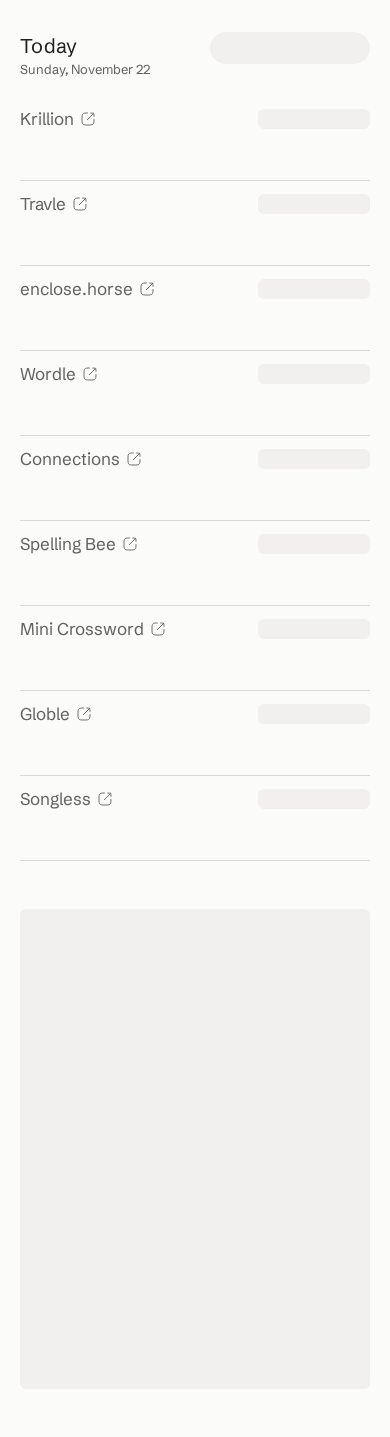 Today
Sunday, November 22
Krillion
Travle
enclose.horse
Wordle
Connections
Spelling Bee
Mini Crossword
Globle
Songless